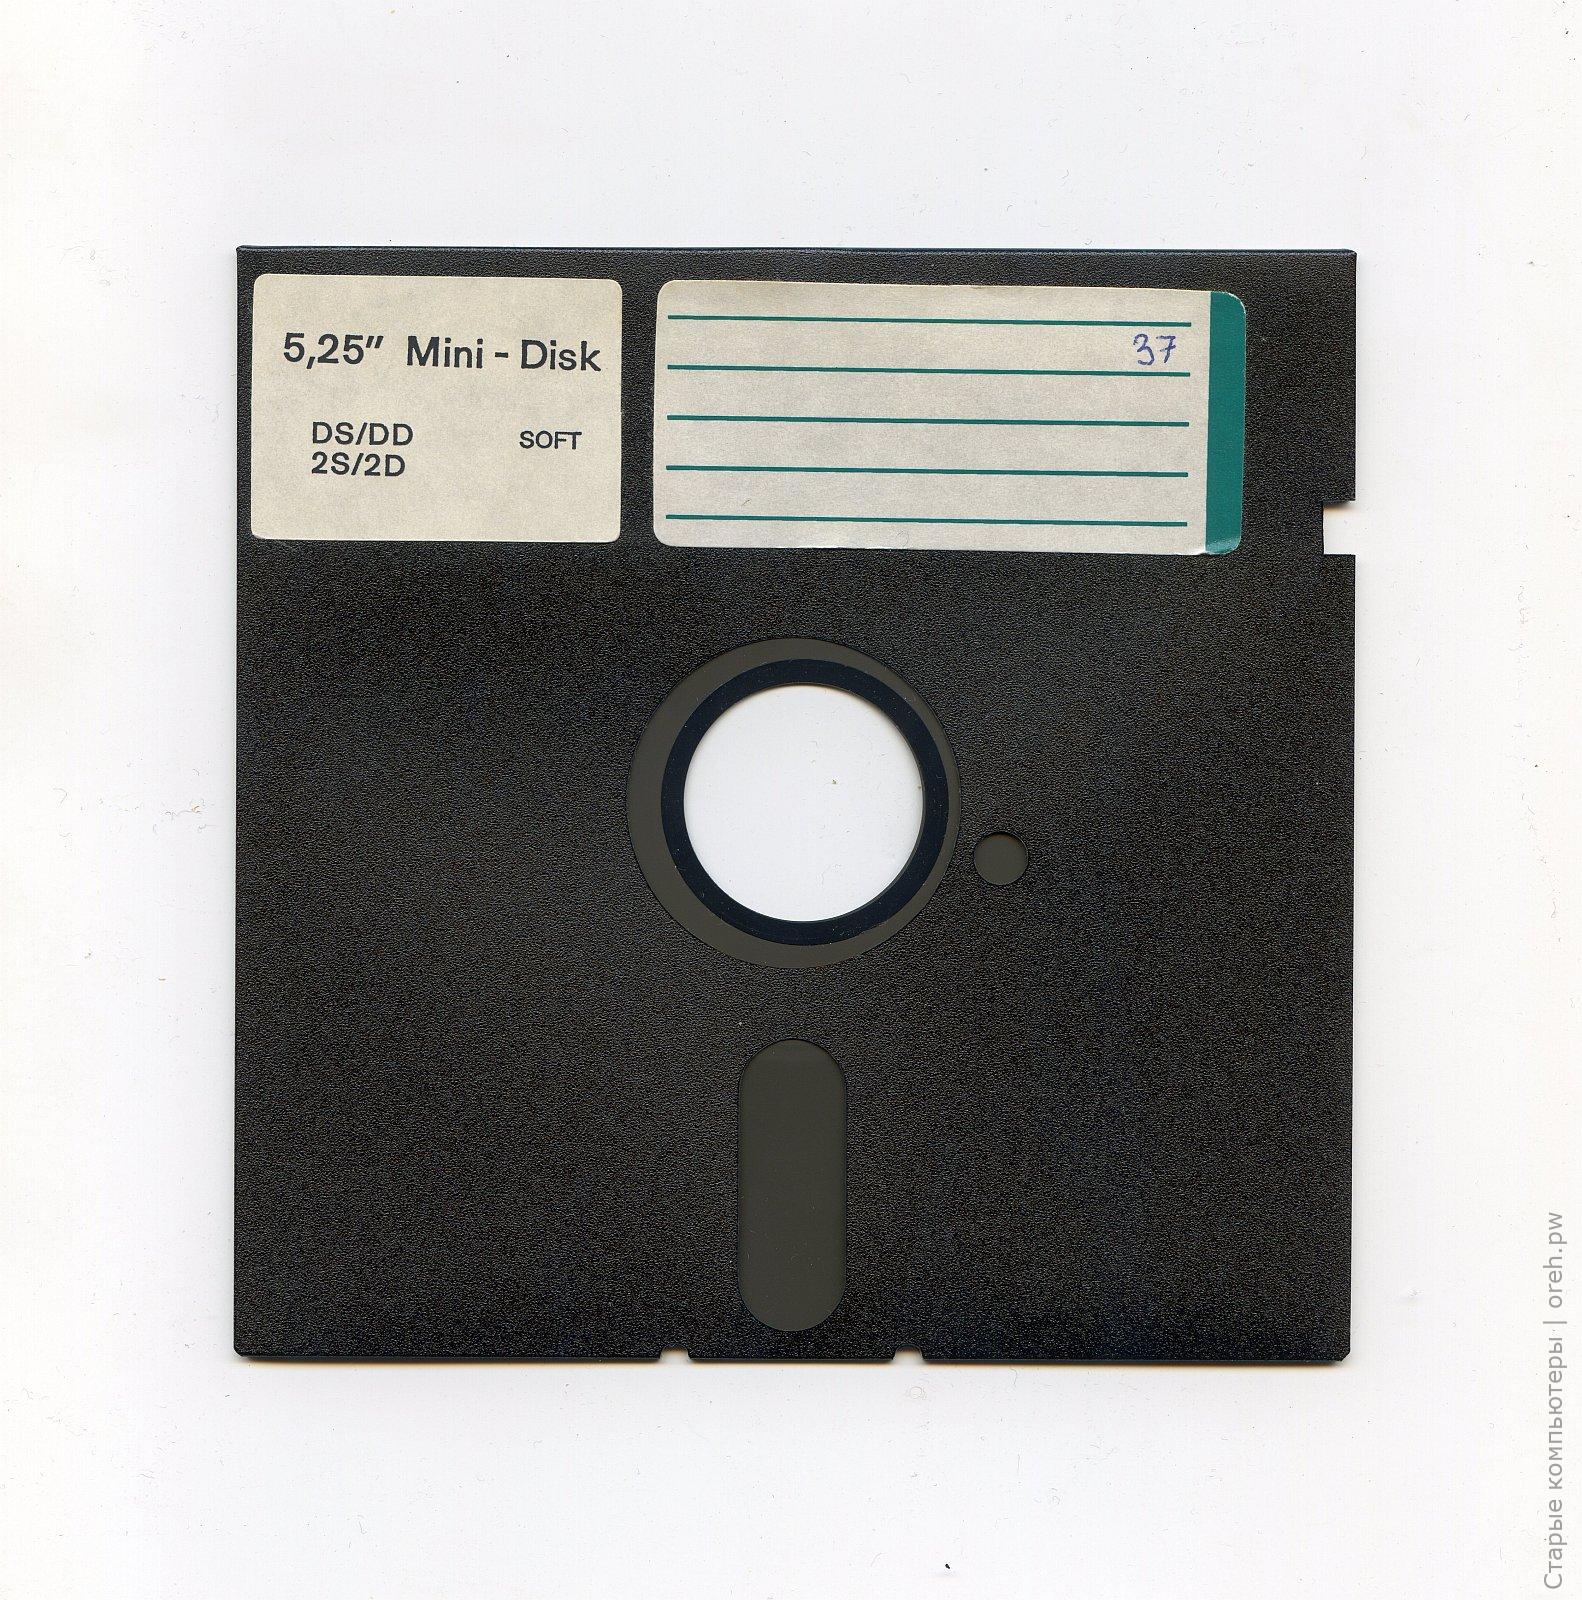 5,25″ Mini - Disk
DS/DD SOFT
2S/2D
37
Старые компьютеры | oreh.pw